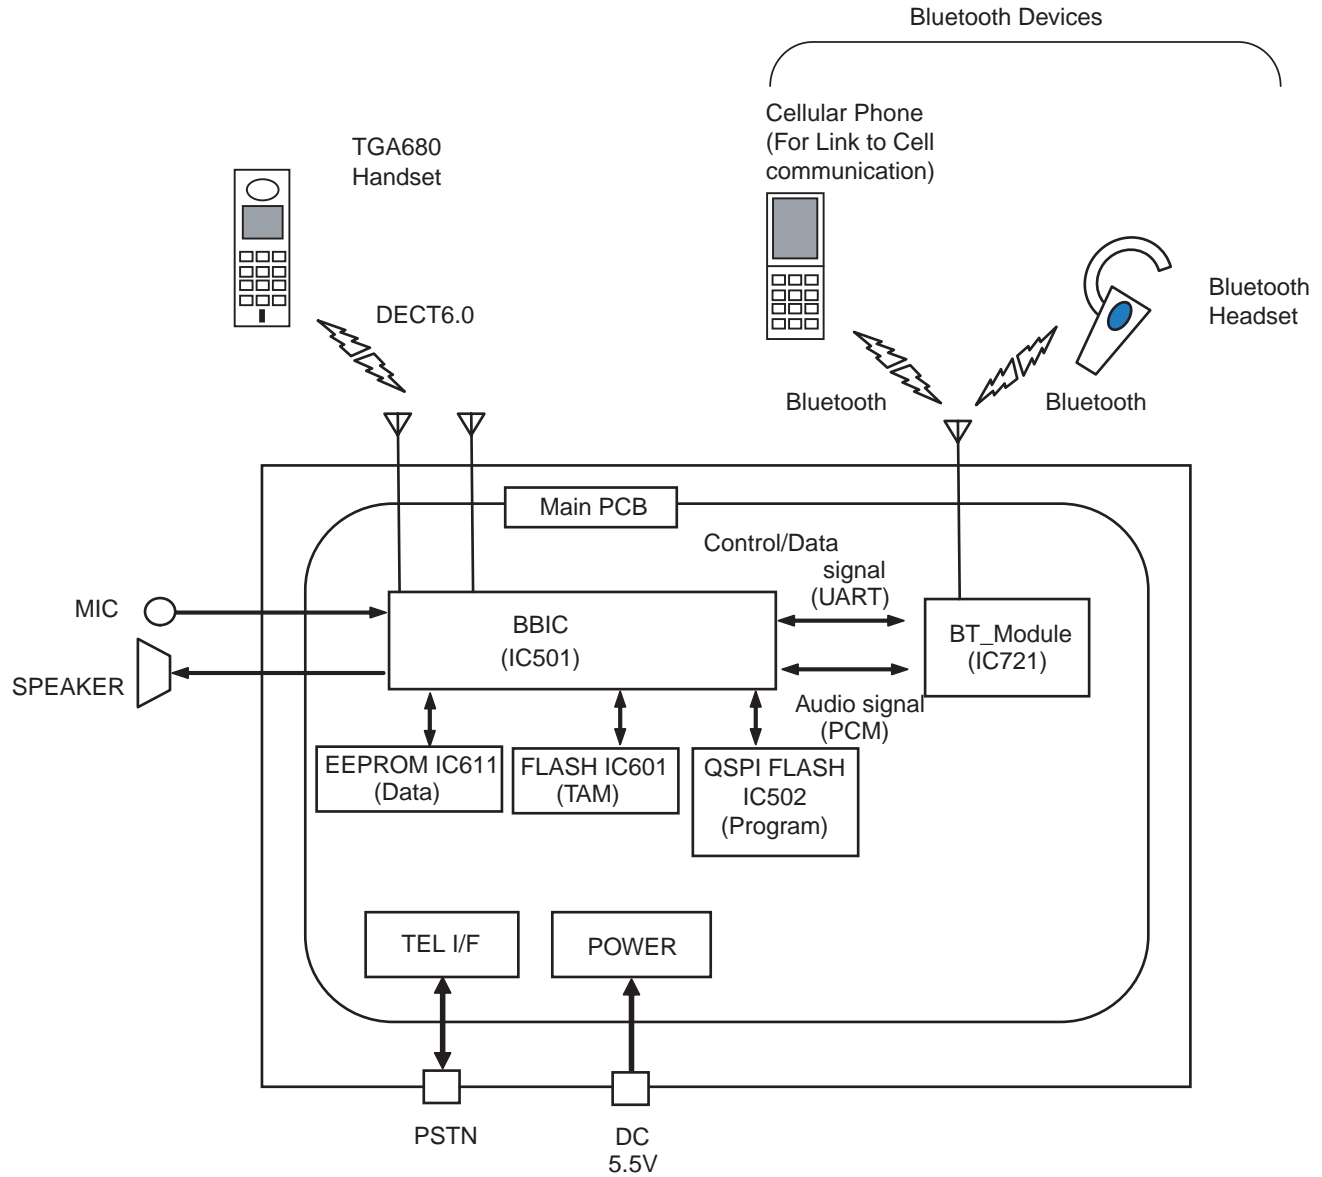 Bluetooth Devices
Cellular Phone
(For Link to Cell
communication)
TGA680
Handset
Bluetooth
Headset
DECT6.0
Bluetooth
Bluetooth
Main PCB
Control/Data
signal
(UART)
MIC
BBIC
(IC501)
BT_Module
(IC721)
SPEAKER
Audio signal
(PCM)
EEPROM IC611
(Data)
FLASH IC601
(TAM)
QSPI FLASH
IC502
(Program)
TEL I/F
POWER
PSTN
DC
5.5V